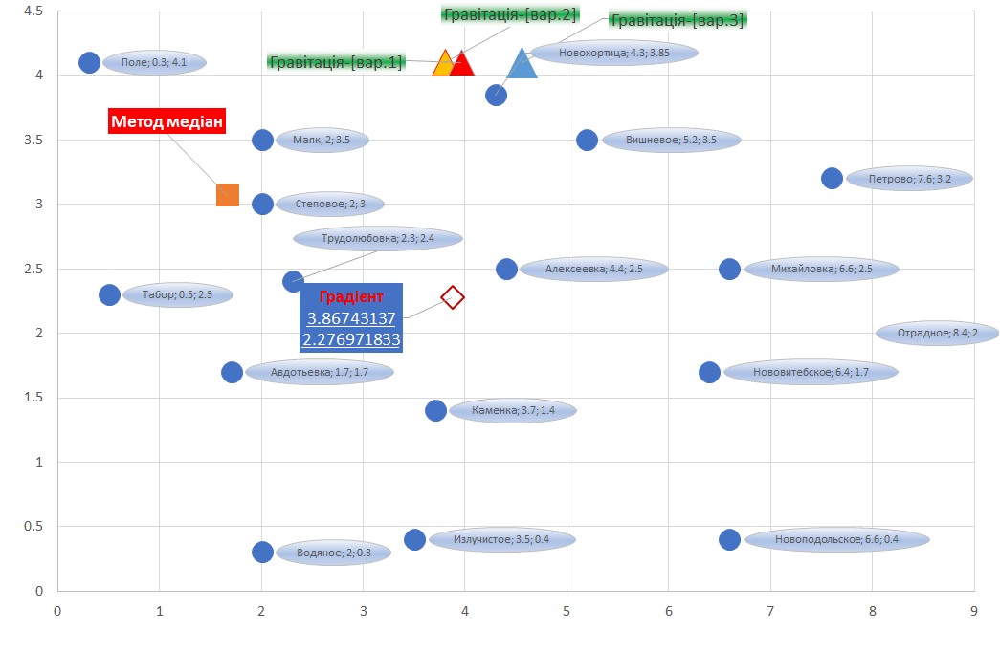 4.5
4
3.5
3
2.5
2
1.5
1
0.5
0
Гравітація-[вар.2]
Гравітація-[вар.3]
Гравітація-[вар.1]
Новохортица; 4.3; 3.85
Поле; 0.3; 4.1
Метод медіан
Маяк; 2; 3.5
Вишневое; 5.2; 3.5
Петрово; 7.6; 3.2
Степовое; 2; 3
Трудолюбовка; 2.3; 2.4
Алексеевка; 4.4; 2.5
Михайловка; 6.6; 2.5
Табор; 0.5; 2.3
Градієнт
3.86743137
2.276971833
Отрадное; 8.4; 2
Авдотьевка; 1.7; 1.7
Нововитебское; 6.4; 1.7
Каменка; 3.7; 1.4
Излучистое; 3.5; 0.4
Новоподольское; 6.6; 0.4
Водяное; 2; 0.3
0 1 2 3 4 5 6 7 8 9